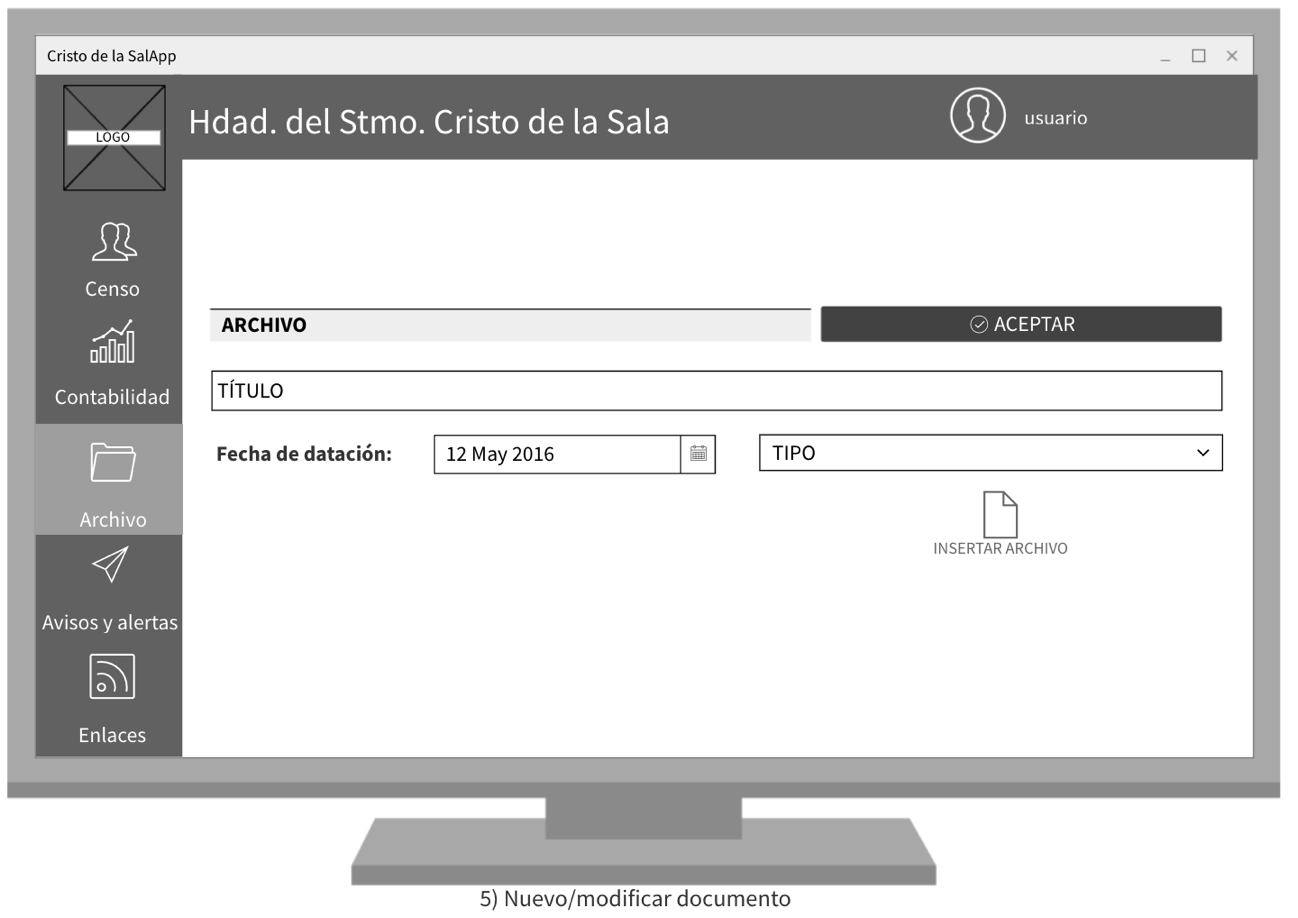 Cristo de la SalApp
LOGO
Hdad. del Stmo. Cristo de la Sala
usuario
Censo
Contabilidad
Archivo
Avisos y alertas
Enlaces
ARCHIVO
ACEPTAR
TÍTULO
Fecha de datación:
12 May 2016
TIPO
INSERTAR ARCHIVO
5) Nuevo/modificar documento